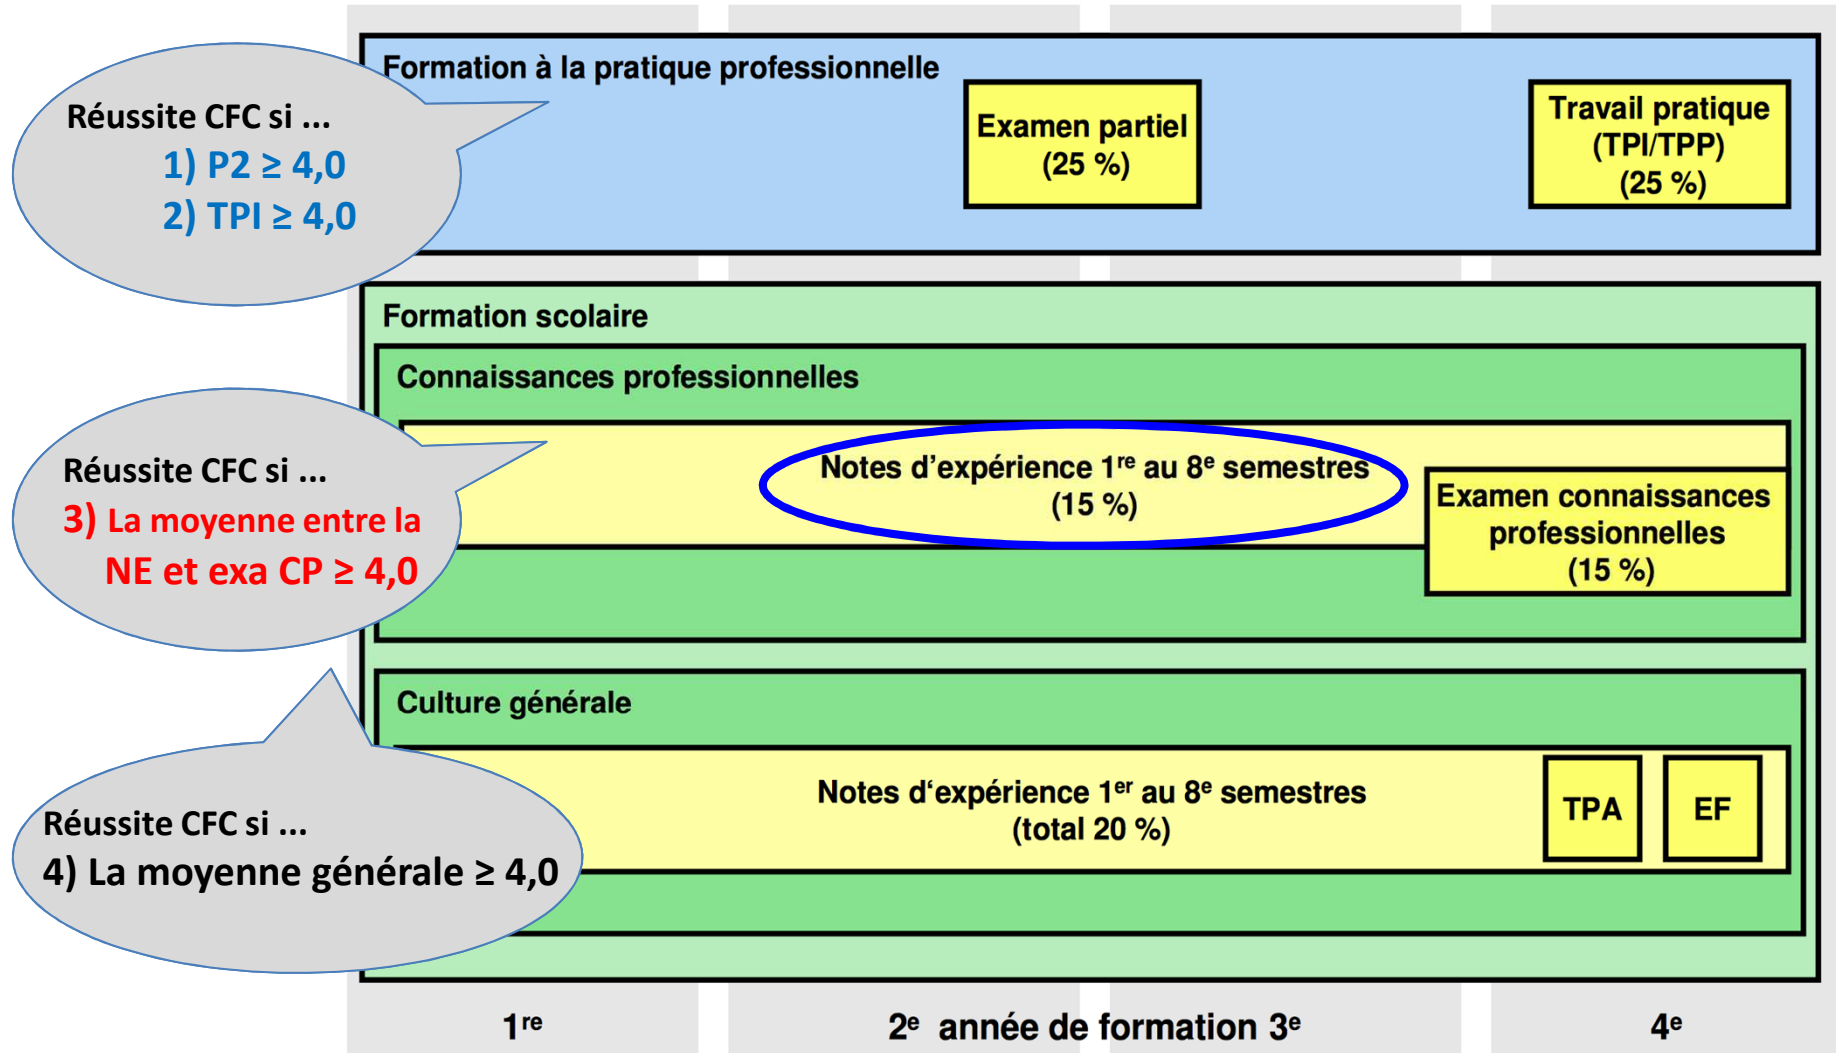 Formation à la pratique professionnelle
Réussite CFC si ...
1) P2 ≥ 4,0
2) TPI ≥ 4,0
Examen partiel
(25 %)
Travail pratique
(TPI/TPP)
(25 %)
Formation scolaire
Connaissances professionnelles
Réussite CFC si ...
3) La moyenne entre la
NE et exa CP ≥ 4,0
Notes d’expérience 1re au 8e semestres
(15 %)
Examen connaissances
professionnelles
(15 %)
Culture générale
Réussite CFC si ...
4) La moyenne générale ≥ 4,0
Notes d‘expérience 1er au 8e semestres
(total 20 %)
TPA
EF
1re
2e année de formation 3e
4e